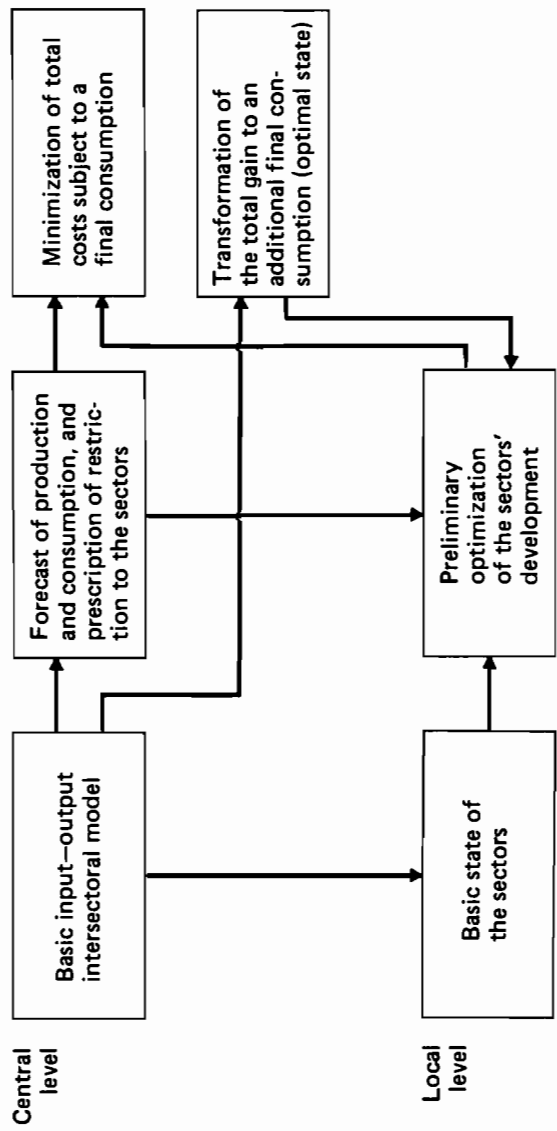 Central
level
Basic input–output
intersectoral model
Forecast of production
and consumption, and
prescription of restric-
tion to the sectors
Minimization of total
costs subject to a
final consumption
Transformation of
the total gain to an
additional final con-
sumption (optimal state)
Local
level
Basic state of
the sectors
Preliminary
optimization
of the sectors'
development